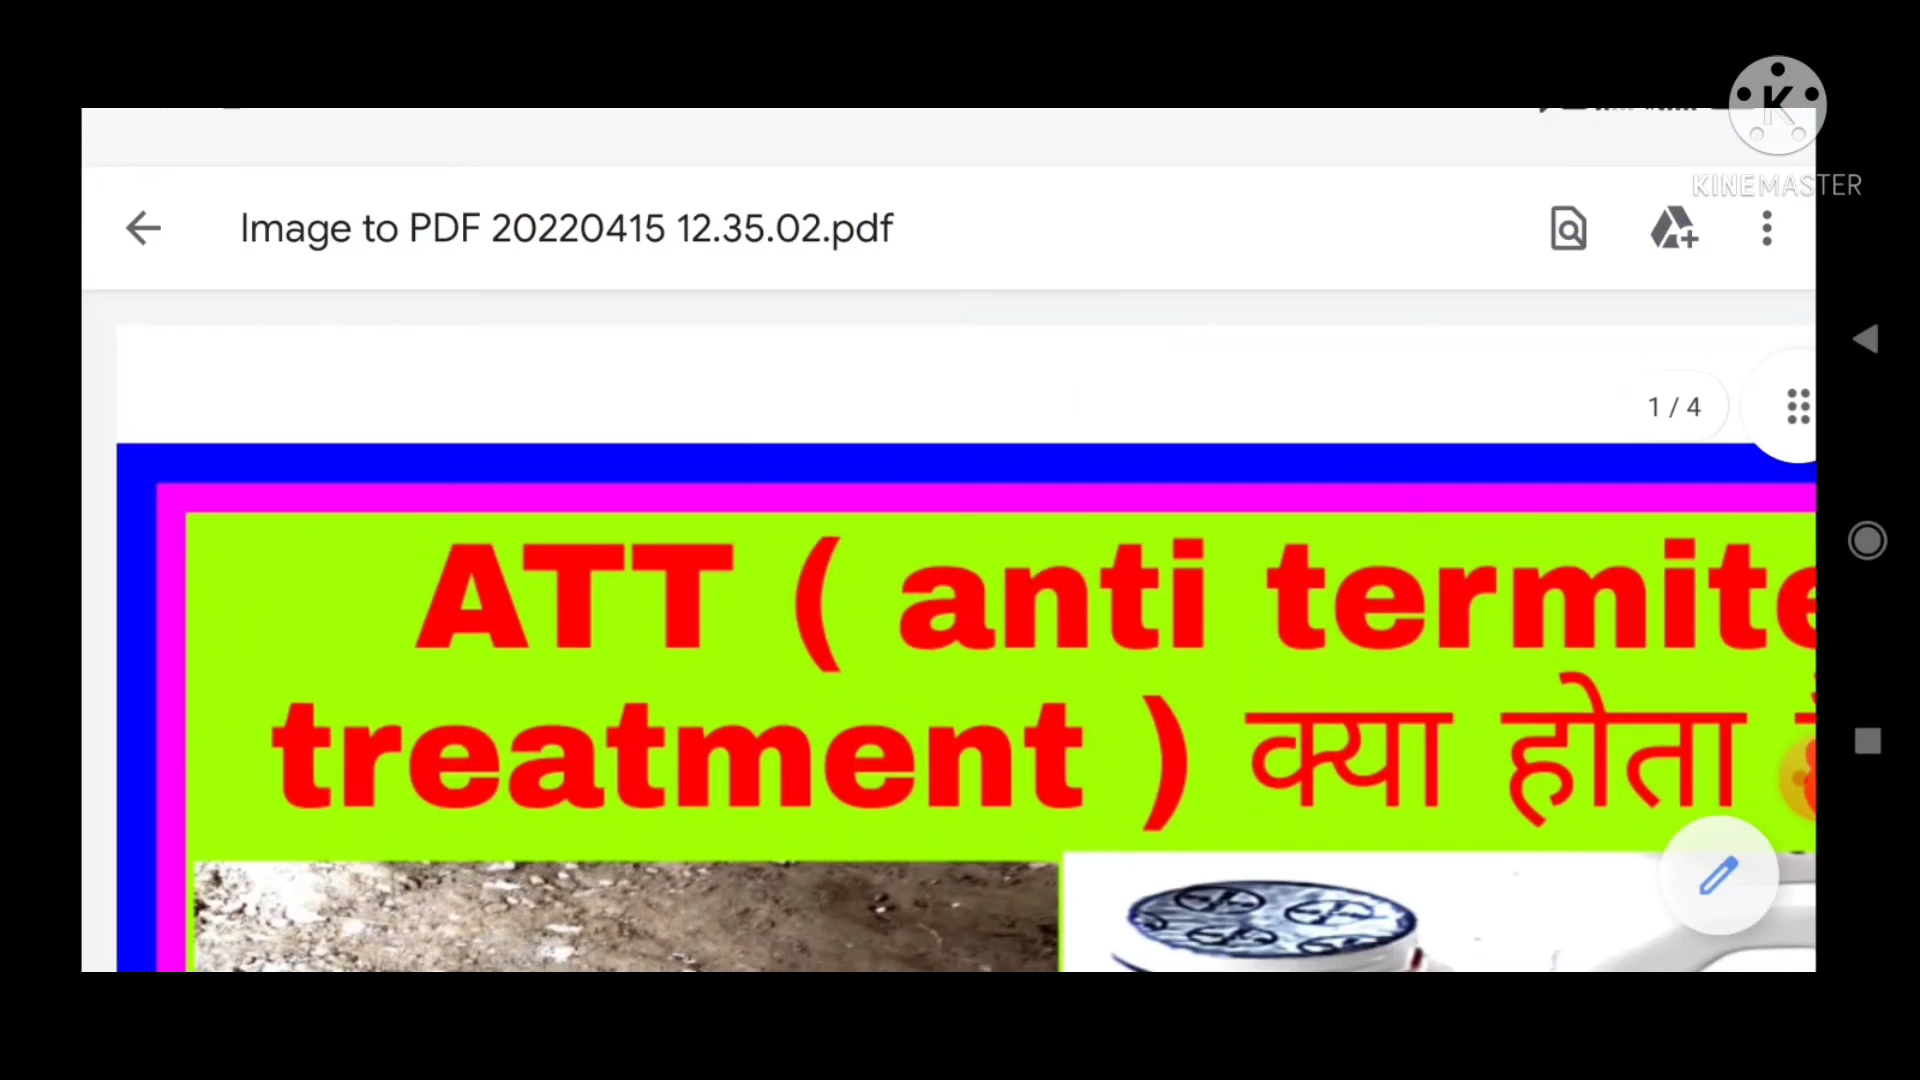 KINEMASTER
Image to PDF 20220415 12.35.02.pdf
1 / 4
ATT ( anti termite
treatment ) क्या होता